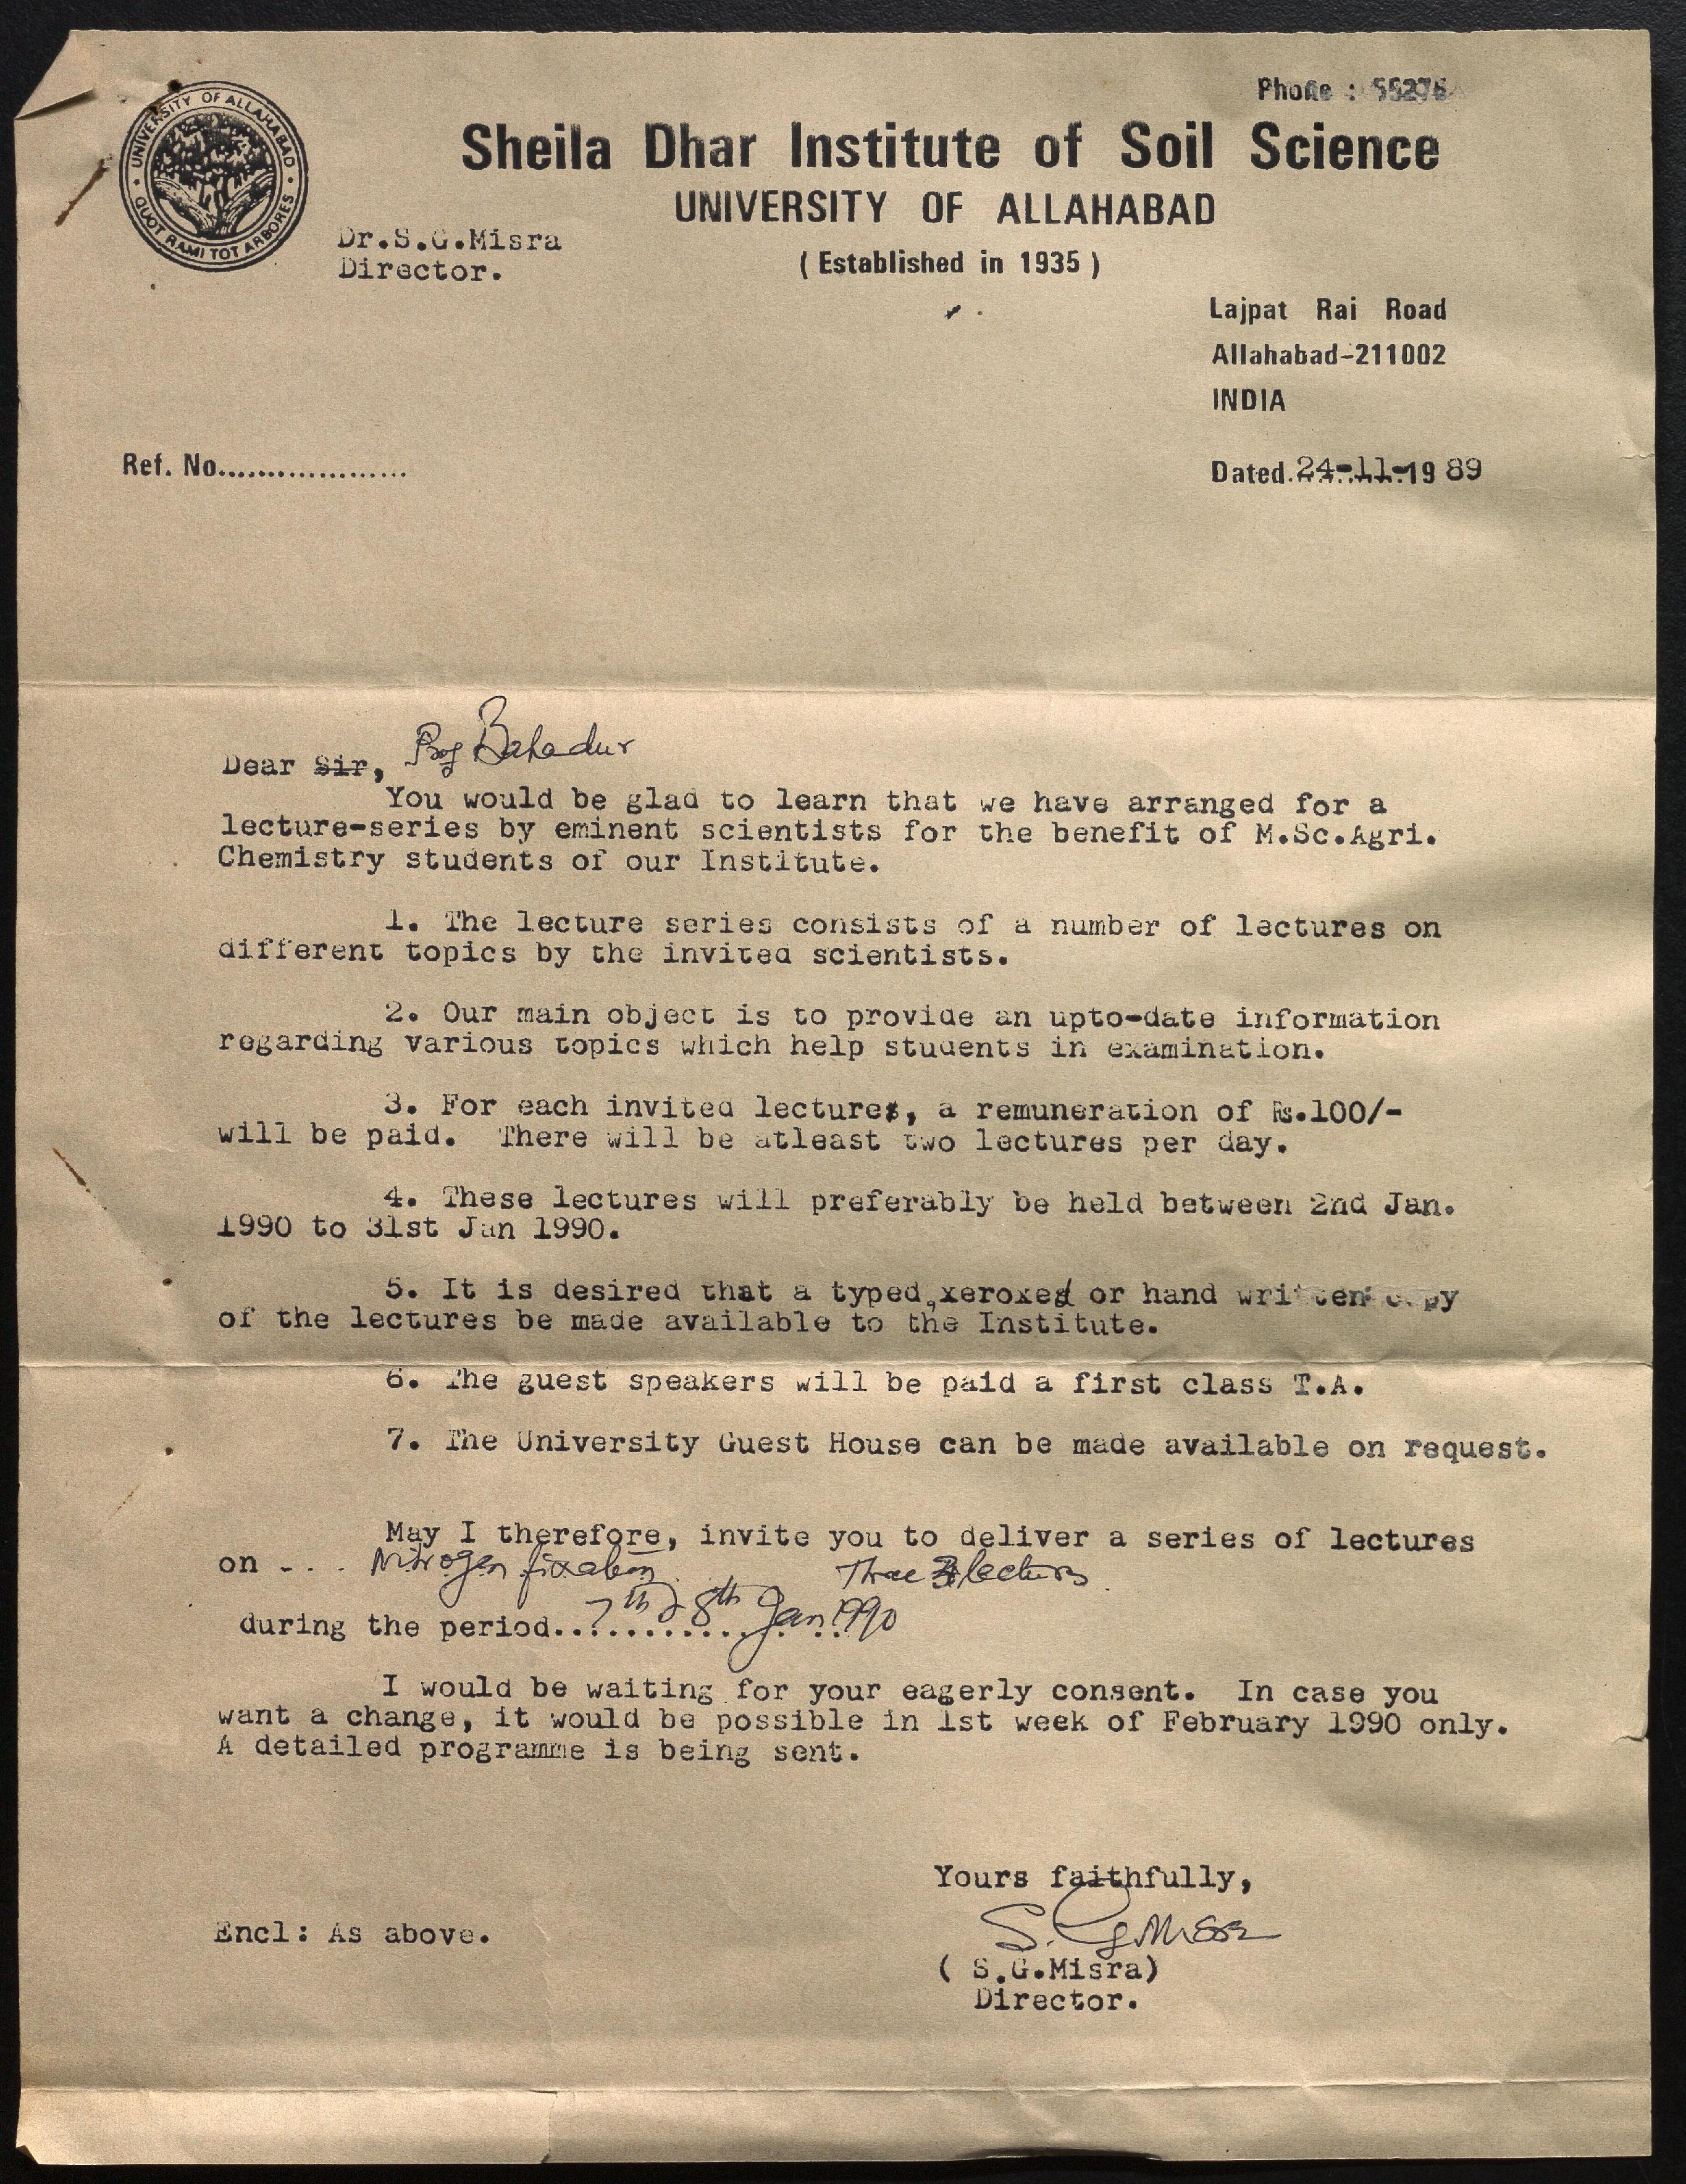 Phone : 55276
UNIVERSITY OF ALLAHABAD
QUOT RAMI TOT ARBORES
Sheila Dhar Institute of Soil Science
UNIVERSITY OF ALLAHABAD
Dr.S.G.Misra
Director.
( Established in 1935 )
Lajpat Rai Road
Allahabad-211002
INDIA
Ref. No....................
Dated.24-11-1989
Dear Sir, Prof Bahadur
You would be glad to learn that we have arranged for a
lecture-series by eminent scientists for the benefit of M.Sc.Agri.
Chemistry students of our Institute.
1. The lecture series consists of a number of lectures on
different topics by the invited scientists.
2. Our main object is to provide an upto-date information
regarding various topics which help students in examination.
3. For each invited lecture, a remuneration of Rs.100/-
will be paid. There will be atleast two lectures per day.
4. These lectures will preferably be held between 2nd Jan.
1990 to 31st Jan 1990.
5. It is desired that a typed,xeroxed or hand written copy
of the lectures be made available to the Institute.
6. The guest speakers will be paid a first class T.A.
7. The University Guest House can be made available on request.
May I therefore, invite you to deliver a series of lectures
on - . . . Nitrogen fixation. Three 3 lectures
during the period.. 7th & 8th Jan 1990
I would be waiting for your eagerly consent. In case you
want a change, it would be possible in 1st week of February 1990 only.
A detailed programme is being sent.
Yours faithfully,
S. G. Misra
Encl: As above.
( S.G.Misra)
Director.